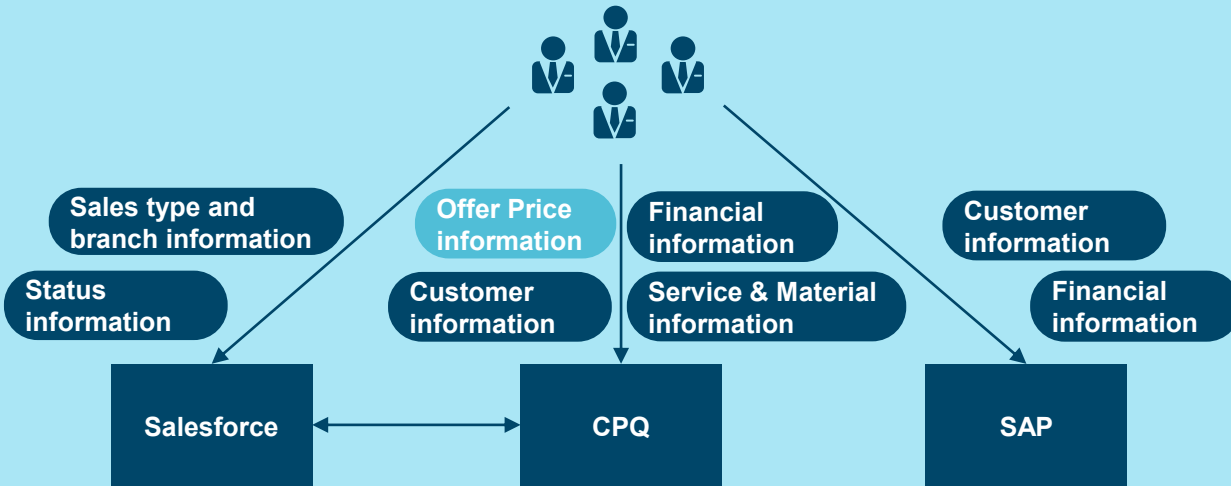 Sales type and
branch information
Status
information
Offer Price
information
Customer
information
Financial
information
Service & Material
information
Customer
information
Financial
information
Salesforce
CPQ
SAP